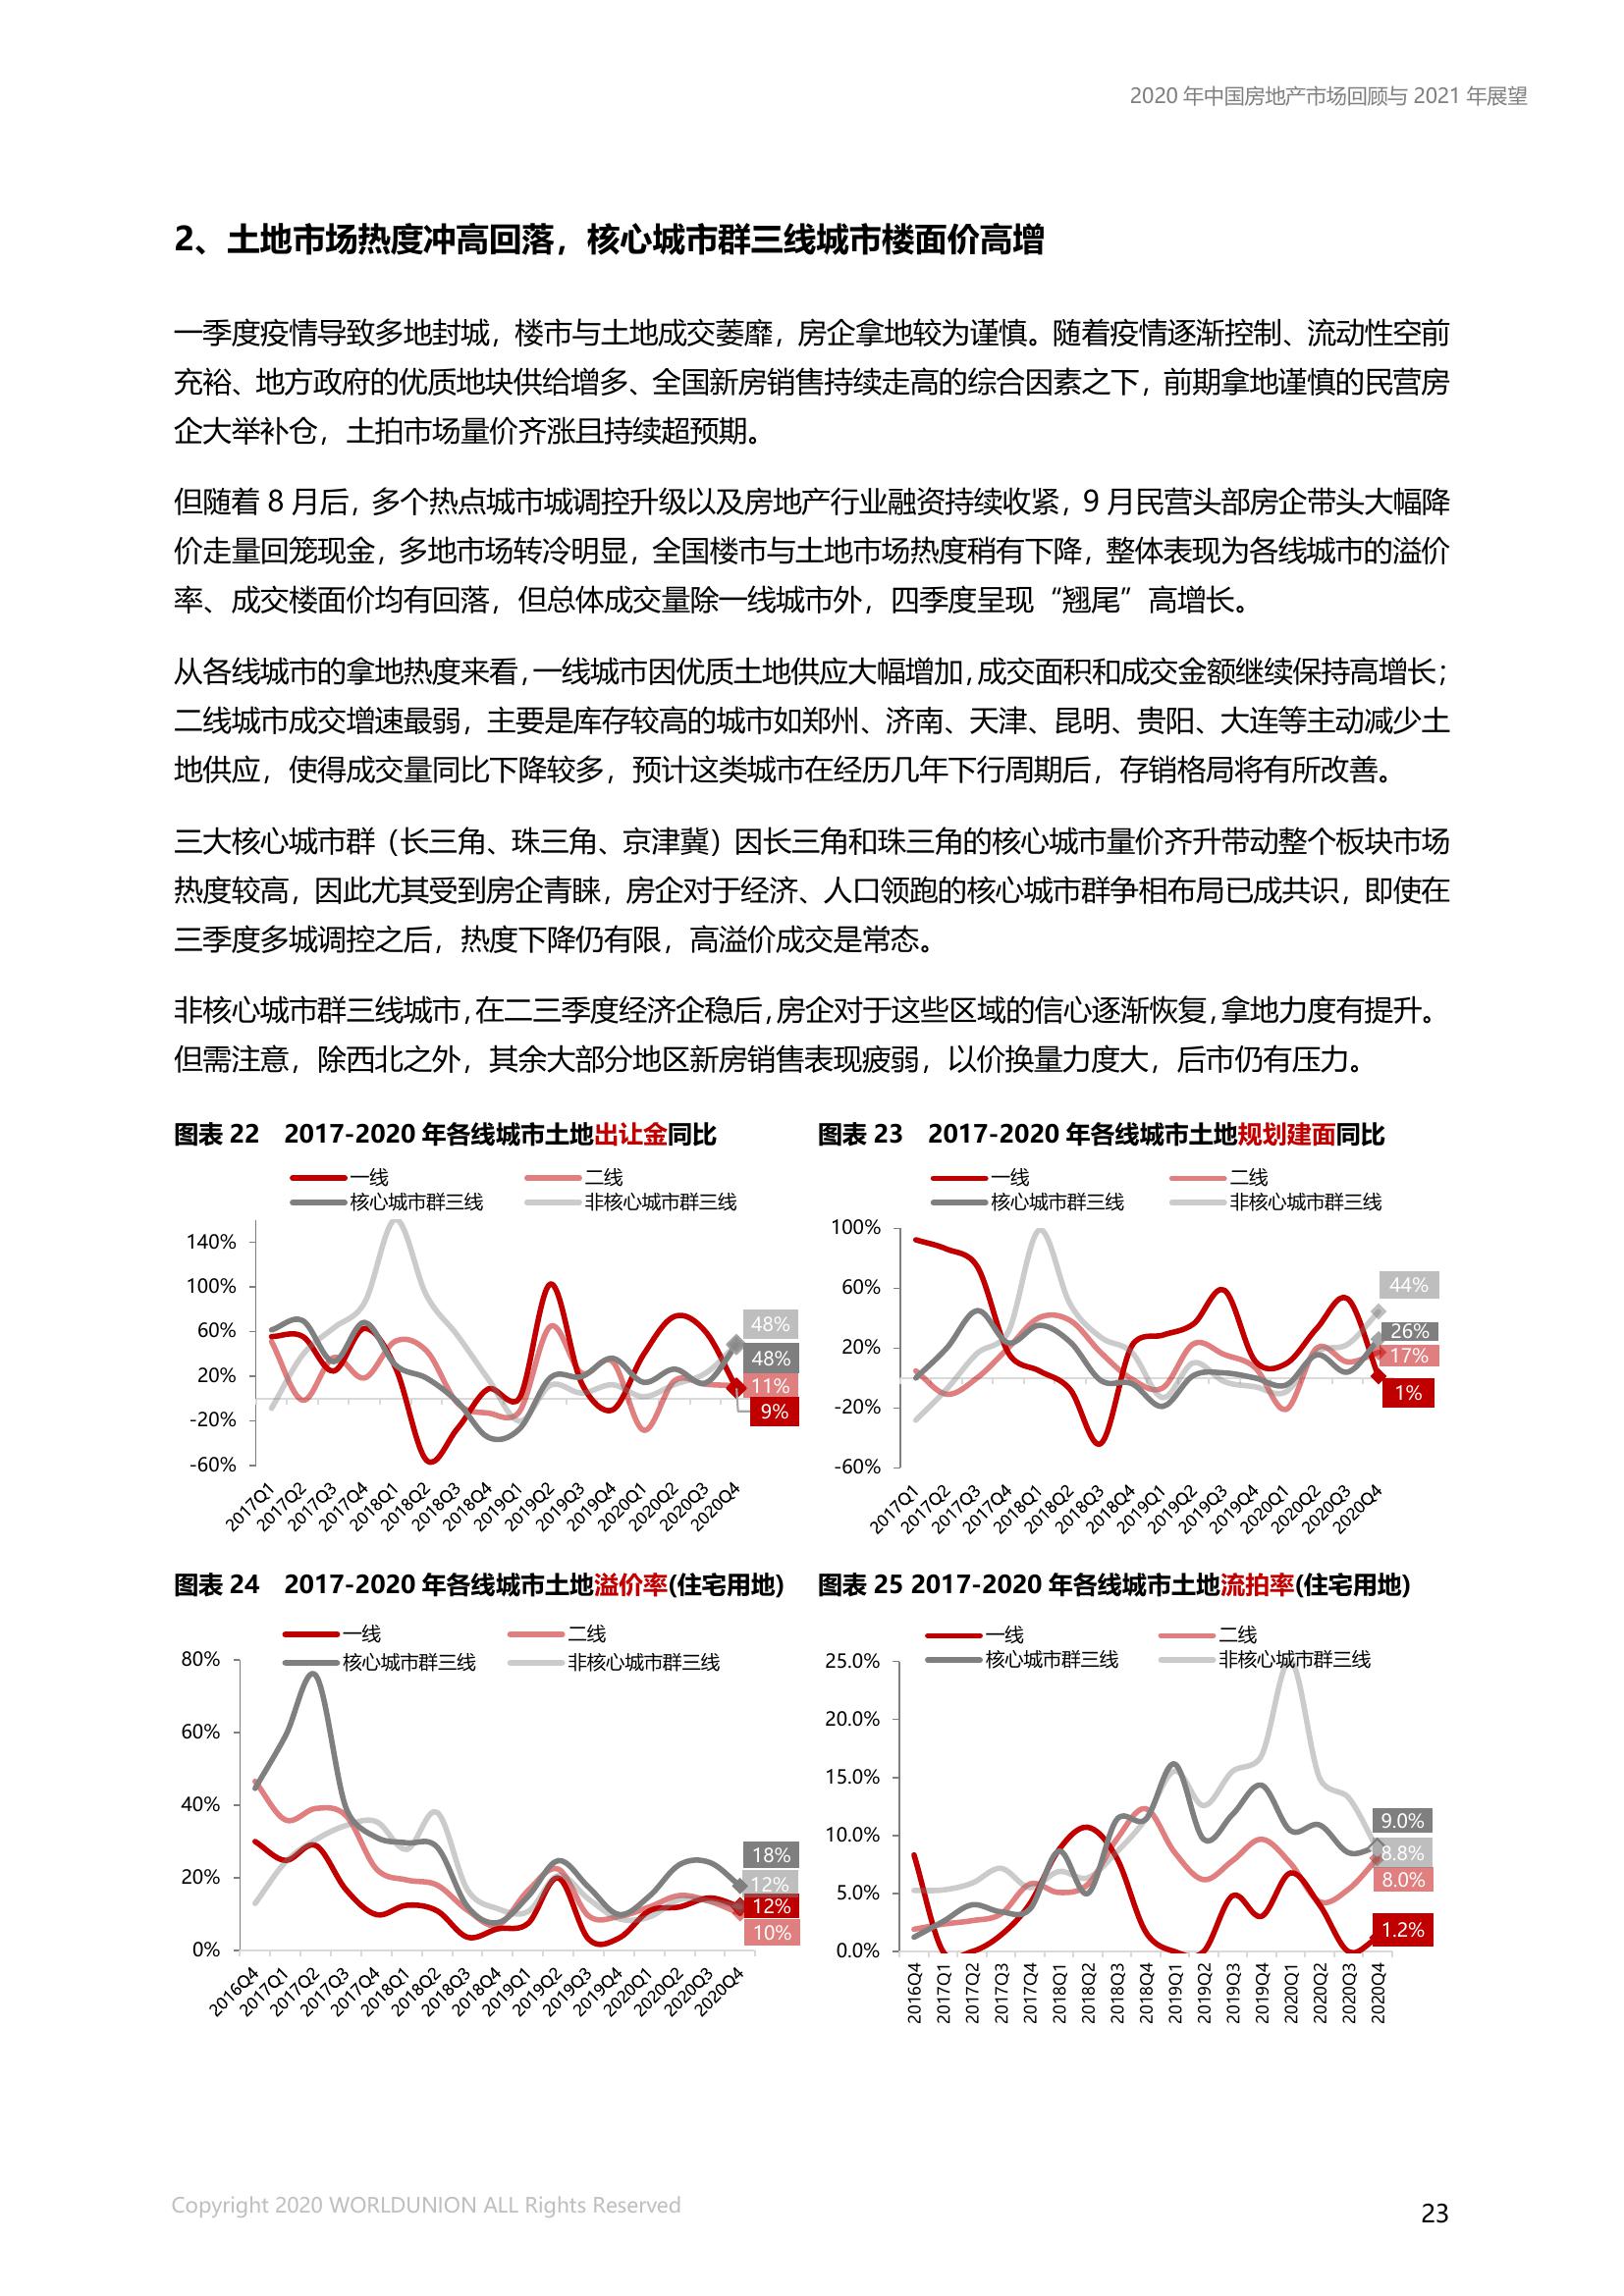 2020 年中国房地产市场回顾与 2021 年展望
2、土地市场热度冲高回落，核心城市群三线城市楼面价高增
一季度疫情导致多地封城，楼市与土地成交萎靡，房企拿地较为谨慎。随着疫情逐渐控制、流动性空前
充裕、地方政府的优质地块供给增多、全国新房销售持续走高的综合因素之下，前期拿地谨慎的民营房
企大举补仓，土拍市场量价齐涨且持续超预期。
但随着 8 月后，多个热点城市城调控升级以及房地产行业融资持续收紧，9 月民营头部房企带头大幅降
价走量回笼现金，多地市场转冷明显，全国楼市与土地市场热度稍有下降，整体表现为各线城市的溢价
率、成交楼面价均有回落，但总体成交量除一线城市外，四季度呈现“翘尾”高增长。
从各线城市的拿地热度来看，一线城市因优质土地供应大幅增加，成交面积和成交金额继续保持高增长；
二线城市成交增速最弱，主要是库存较高的城市如郑州、济南、天津、昆明、贵阳、大连等主动减少土
地供应，使得成交量同比下降较多，预计这类城市在经历几年下行周期后，存销格局将有所改善。
三大核心城市群（长三角、珠三角、京津冀）因长三角和珠三角的核心城市量价齐升带动整个板块市场
热度较高，因此尤其受到房企青睐，房企对于经济、人口领跑的核心城市群争相布局已成共识，即使在
三季度多城调控之后，热度下降仍有限，高溢价成交是常态。
非核心城市群三线城市，在二三季度经济企稳后，房企对于这些区域的信心逐渐恢复，拿地力度有提升。
但需注意，除西北之外，其余大部分地区新房销售表现疲弱，以价换量力度大，后市仍有压力。
图表 22 2017-2020 年各线城市土地出让金同比
一线 二线
核心城市群三线 非核心城市群三线
140%
100%
60%
20%
-20%
-60%
48%
48%
11%
9%
2017Q1 2017Q2 2017Q3 2017Q4 2018Q1 2018Q2 2018Q3 2018Q4 2019Q1 2019Q2 2019Q3 2019Q4 2020Q1 2020Q2 2020Q3 2020Q4
图表 23 2017-2020 年各线城市土地规划建面同比
一线 二线
核心城市群三线 非核心城市群三线
100%
60%
20%
-20%
-60%
44%
26%
17%
1%
2017Q1 2017Q2 2017Q3 2017Q4 2018Q1 2018Q2 2018Q3 2018Q4 2019Q1 2019Q2 2019Q3 2019Q4 2020Q1 2020Q2 2020Q3 2020Q4
图表 24 2017-2020 年各线城市土地溢价率(住宅用地)
一线 二线
核心城市群三线 非核心城市群三线
80%
60%
40%
20%
0%
18%
12%
12%
10%
2016Q4 2017Q1 2017Q2 2017Q3 2017Q4 2018Q1 2018Q2 2018Q3 2018Q4 2019Q1 2019Q2 2019Q3 2019Q4 2020Q1 2020Q2 2020Q3 2020Q4
图表 25 2017-2020 年各线城市土地流拍率(住宅用地)
一线 二线
核心城市群三线 非核心城市群三线
25.0%
20.0%
15.0%
10.0%
5.0%
0.0%
9.0%
8.8%
8.0%
1.2%
2016Q4 2017Q1 2017Q2 2017Q3 2017Q4 2018Q1 2018Q2 2018Q3 2018Q4 2019Q1 2019Q2 2019Q3 2019Q4 2020Q1 2020Q2 2020Q3 2020Q4
Copyright 2020 WORLDUNION ALL Rights Reserved
23